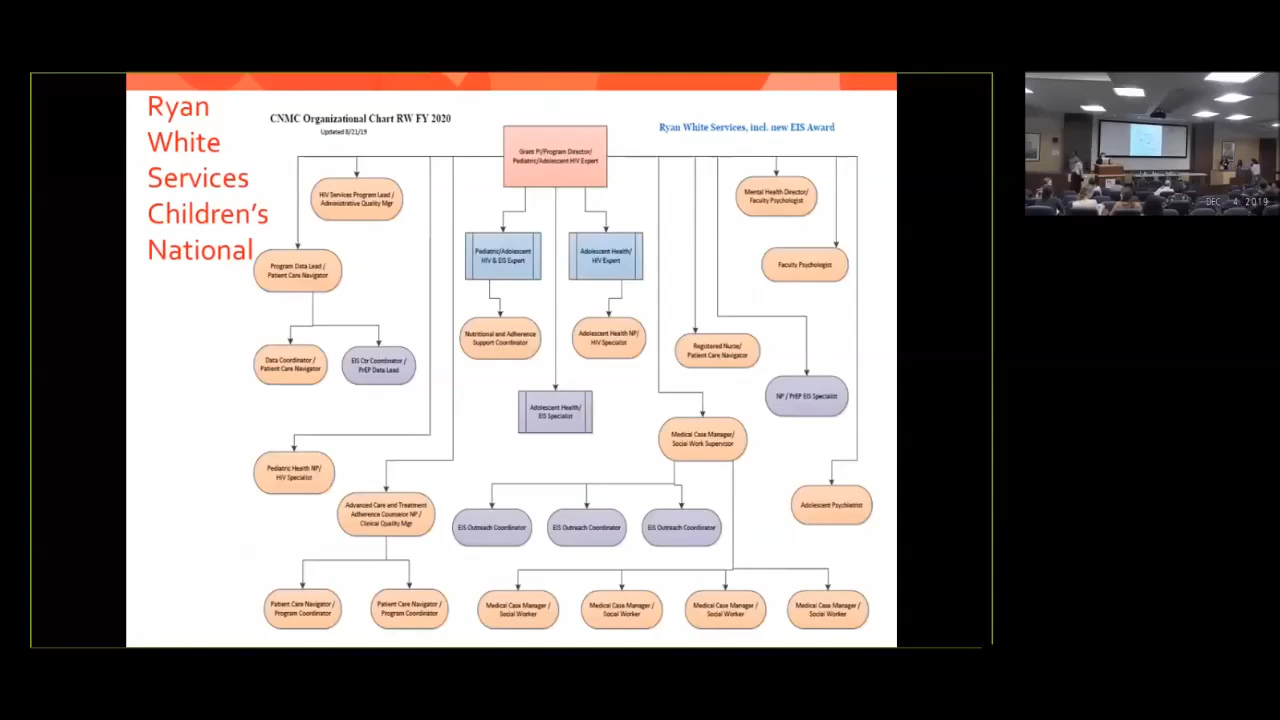 Ryan
White
Services
Children's
National
CNMC Organizational Chart RW FY 2020
Updated 8/21/19
Ryan White Services, incl. new EIS Award
Grant PI/Program Director/
Pediatric/Adolescent HIV Expert
HIV Services Program Lead /
Administrative Quality Mgr
Mental Health Director/
Faculty Psychologist
Program Data Lead /
Patient Care Navigator
Pediatric/Adolescent
HIV & EIS Expert
Adolescent Health/
HIV Expert
Faculty Psychologist
Nutritional and Adherence
Support Coordinator
Adolescent Health NP/
HIV Specialist
Registered Nurse/
Patient Care Navigator
Data Coordinator /
Patient Care Navigator
EIS Ctr Coordinator /
PrEP Data Lead
NP / PrEP EIS Specialist
Adolescent Health/
EIS Specialist
Medical Case Manager/
Social Work Supervisor
Pediatric Health NP/
HIV Specialist
Advanced Care and Treatment
Adherence Counselor NP /
Clinical Quality Mgr
Adolescent Psychiatrist
EIS Outreach Coordinator
EIS Outreach Coordinator
EIS Outreach Coordinator
Patient Care Navigator /
Program Coordinator
Patient Care Navigator /
Program Coordinator
Medical Case Manager /
Social Worker
Medical Case Manager /
Social Worker
Medical Case Manager /
Social Worker
Medical Case Manager /
Social Worker
DEC 4 2019